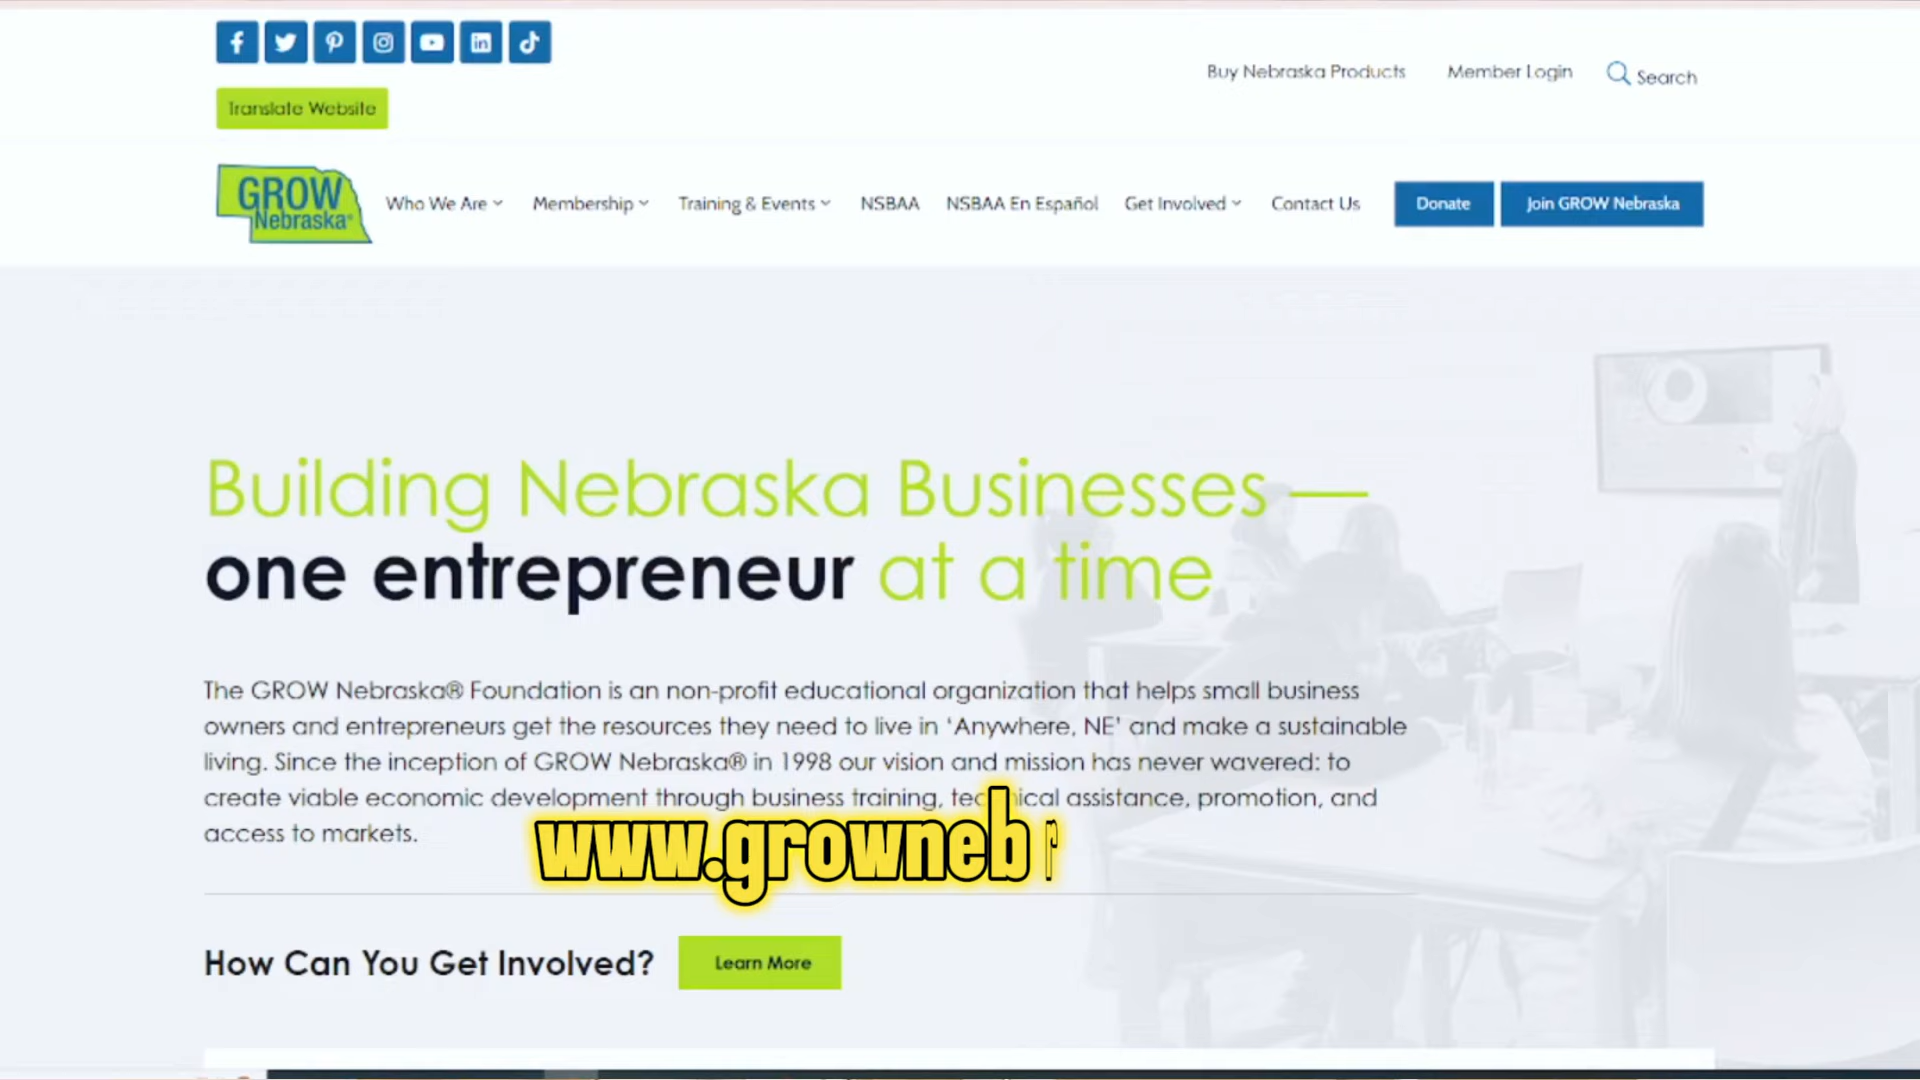 Buy Nebraska Products Member Login Search
Translate Website
GROW
Nebraska®
Who We Are Membership Training & Events NSBAA NSBAA En Español Get Involved Contact Us Donate Join GROW Nebraska
Building Nebraska Businesses —
one entrepreneur at a time
The GROW Nebraska® Foundation is an non-profit educational organization that helps small business
owners and entrepreneurs get the resources they need to live in ‘Anywhere, NE’ and make a sustainable
living. Since the inception of GROW Nebraska® in 1998 our vision and mission has never wavered: to
create viable economic development through business training, technical assistance, promotion, and
access to markets.
www.grownebr
How Can You Get Involved? Learn More